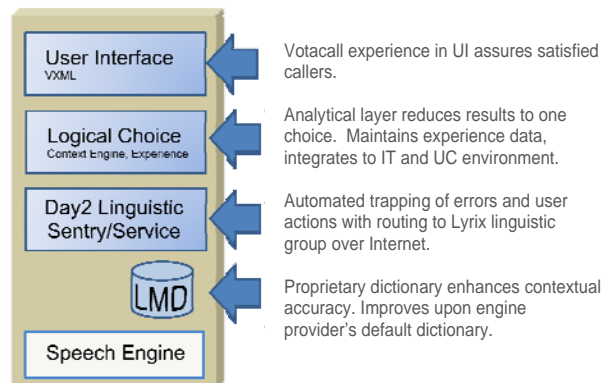 User Interface
VXML
Votacall experience in UI assures satisfied
callers.
Logical Choice
Context Engine, Experience
Analytical layer reduces results to one
choice.  Maintains experience data,
integrates to IT and UC environment.
Day2 Linguistic
Sentry/Service
Automated trapping of errors and user
actions with routing to Lyrix linguistic
group over Internet.
LMD
Proprietary dictionary enhances contextual
accuracy. Improves upon engine
provider's default dictionary.
Speech Engine